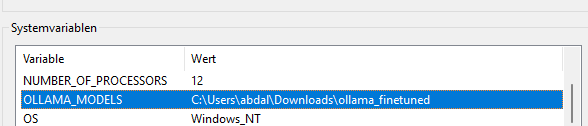 Systemvariablen
Variable Wert
NUMBER_OF_PROCESSORS 12
OLLAMA_MODELS C:\Users\abdal\Downloads\ollama_finetuned
OS Windows_NT